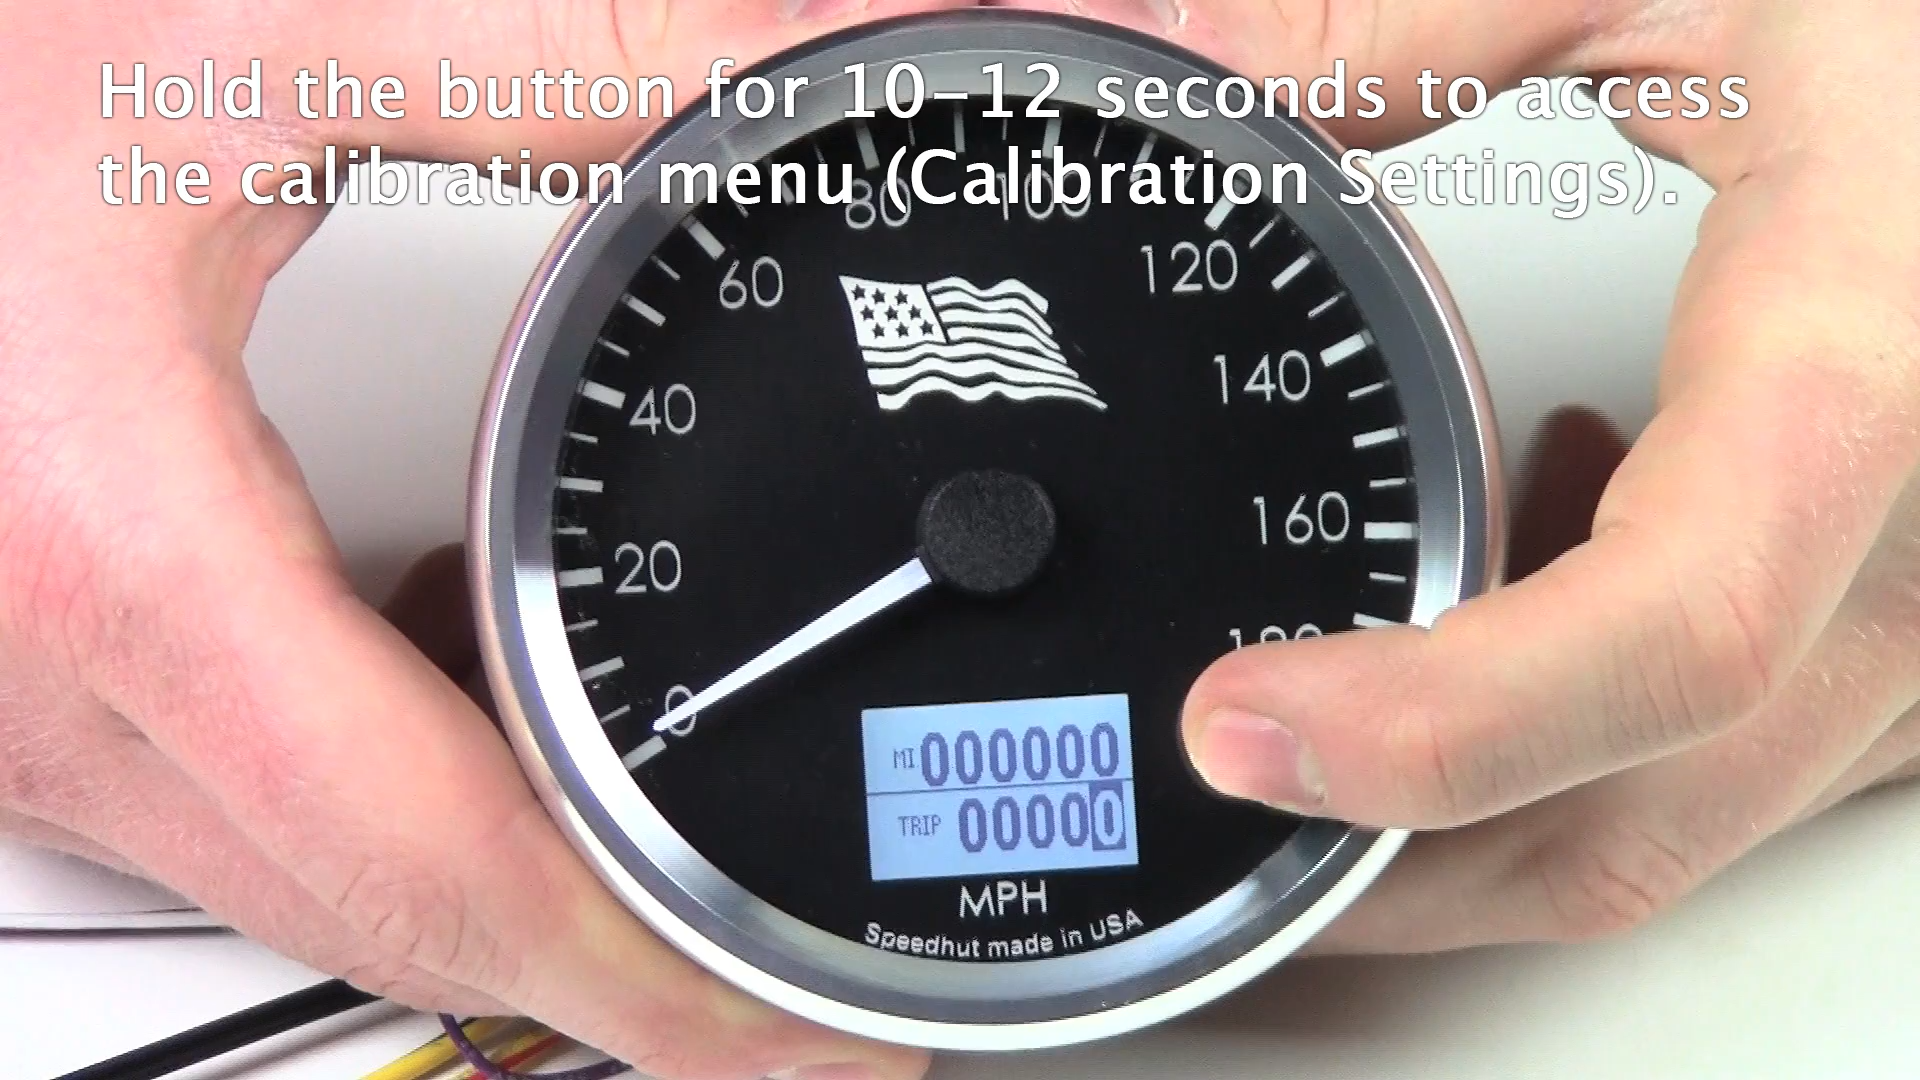 Hold the button for 10-12 seconds to access
the calibration menu (Calibration Settings).
80 100
60 120
40 140
20 160
0
MI 000000
TRIP 00000
MPH
Speedhut made in USA